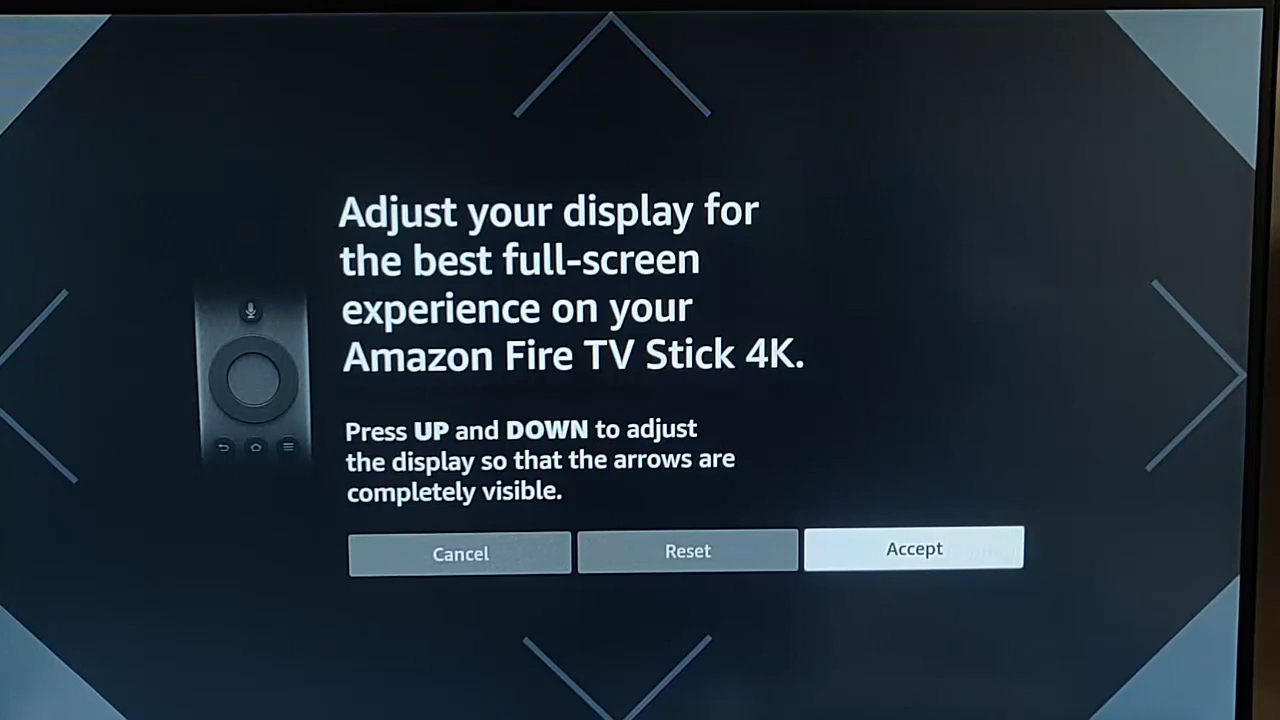 Adjust your display for
the best full-screen
experience on your
Amazon Fire TV Stick 4K.
Press UP and DOWN to adjust
the display so that the arrows are
completely visible.
Cancel
Reset
Accept